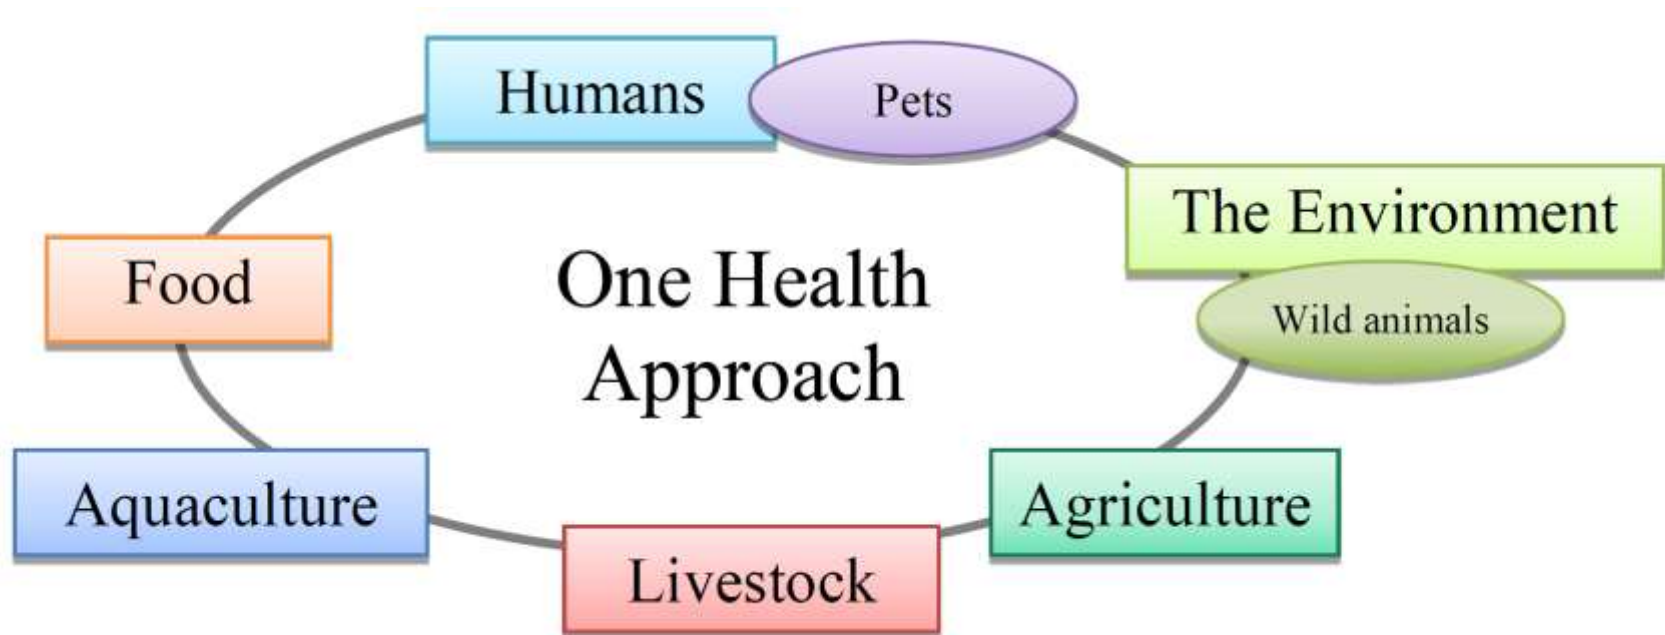 Humans
Pets
The Environment
Food
One Health
Approach
Wild animals
Aquaculture
Agriculture
Livestock